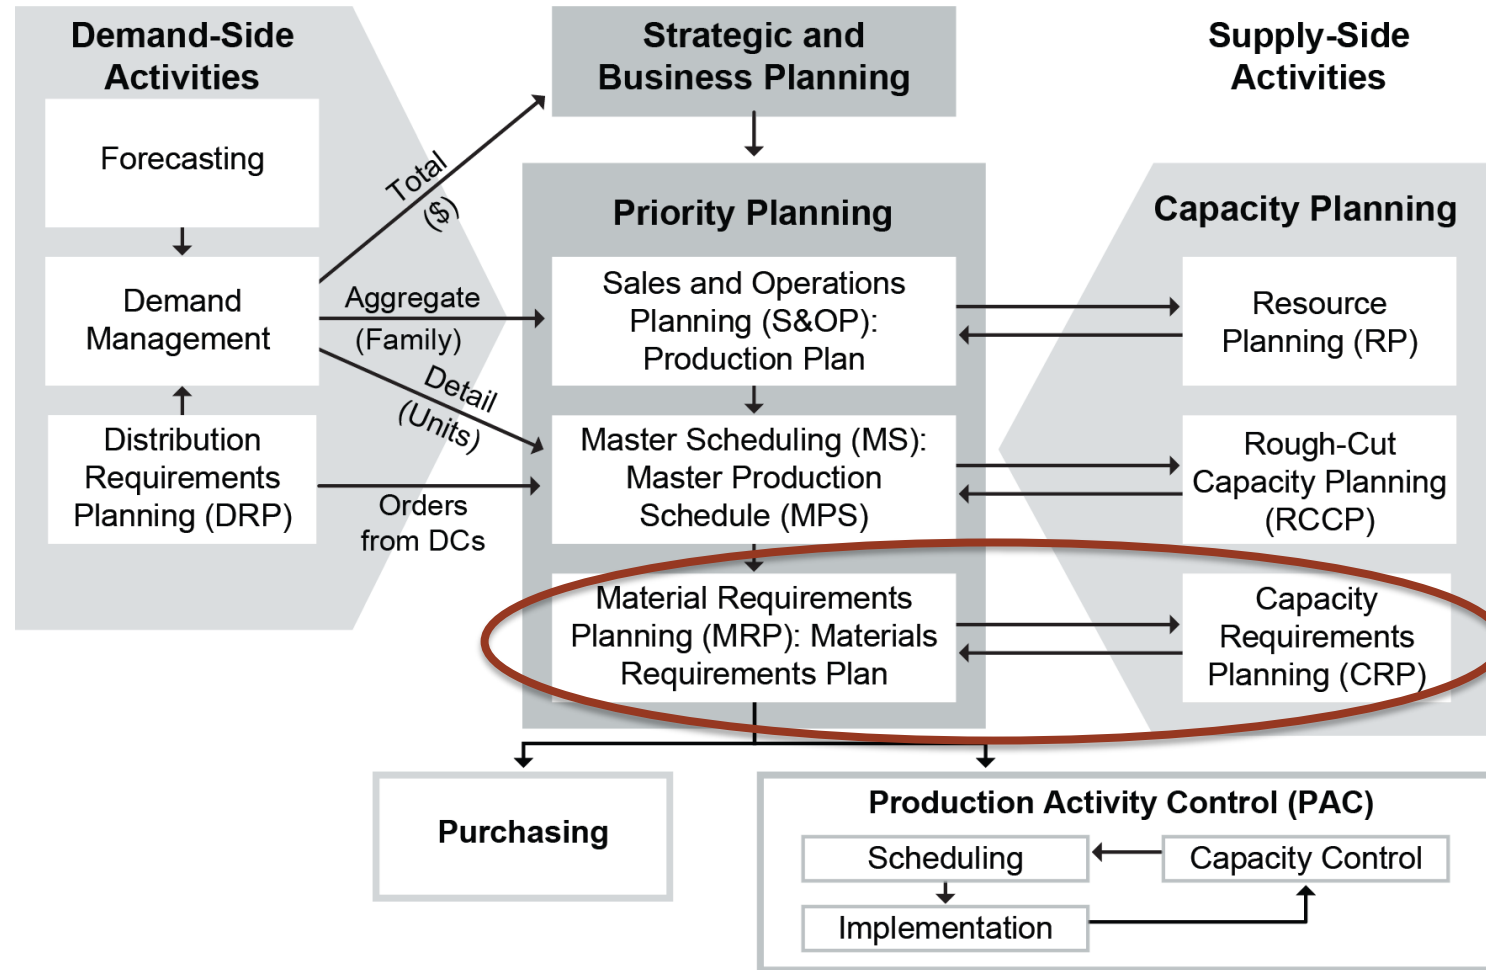 Demand-Side
Activities
Forecasting
Demand
Management
Distribution
Requirements
Planning (DRP)
Total
($)
Aggregate
(Family)
Detail
(Units)
Orders
from DCs
Strategic and
Business Planning
Priority Planning
Sales and Operations
Planning (S&OP):
Production Plan
Master Scheduling (MS):
Master Production
Schedule (MPS)
Material Requirements
Planning (MRP): Materials
Requirements Plan
Supply-Side
Activities
Capacity Planning
Resource
Planning (RP)
Rough-Cut
Capacity Planning
(RCCP)
Capacity
Requirements
Planning (CRP)
Purchasing
Production Activity Control (PAC)
Scheduling
Capacity Control
Implementation